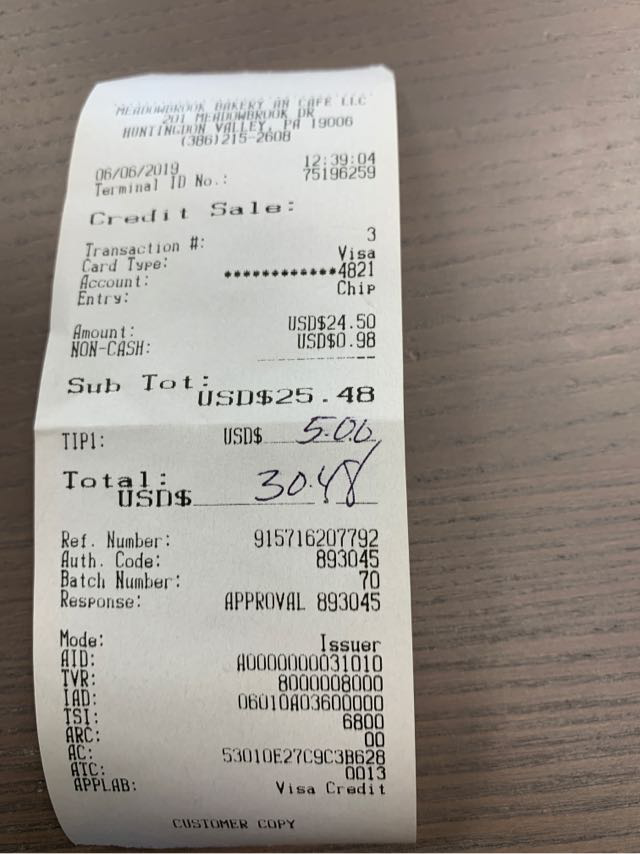 MEADOWBROOK BAKERY AN CAFE LLC
201 MEADOWBROOK DR
HUNTINGDON VALLEY, PA 19006
(386)215-2608
06/06/2019 12:39:04
Terminal ID No.: 75196259
Credit Sale:
Transaction #: 3
Card Type: Visa
Account: ************4821
Entry: Chip
Amount: USD$24.50
NON-CASH: USD$0.98
Sub Tot:
USD$25.48
TIP1: USD$ 5.00
Total:
USD$ 30.48
Ref. Number: 915716207792
Auth. Code: 893045
Batch Number: 70
Response: APPROVAL 893045
Mode: Issuer
AID: A0000000031010
TVR: 8000008000
IAD: 06010A03600000
TSI: 6800
ARC: 00
AC: 53010E27C9C3B628
ATC: 0013
APPLAB: Visa Credit
CUSTOMER COPY